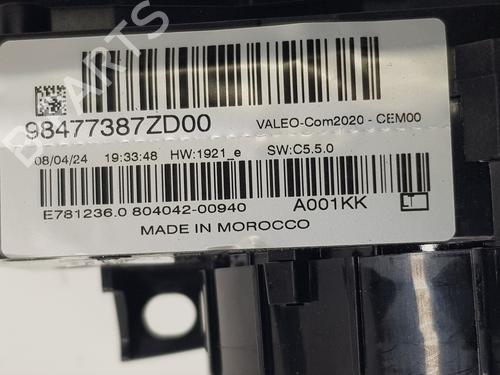 98477387ZD00 VALEO-Com2020 - CEM00
08/04/24 19:33:48 HW:1921_e SW:C5.5.0
E781236.0 804042-00940 A001KK LT
MADE IN MOROCCO